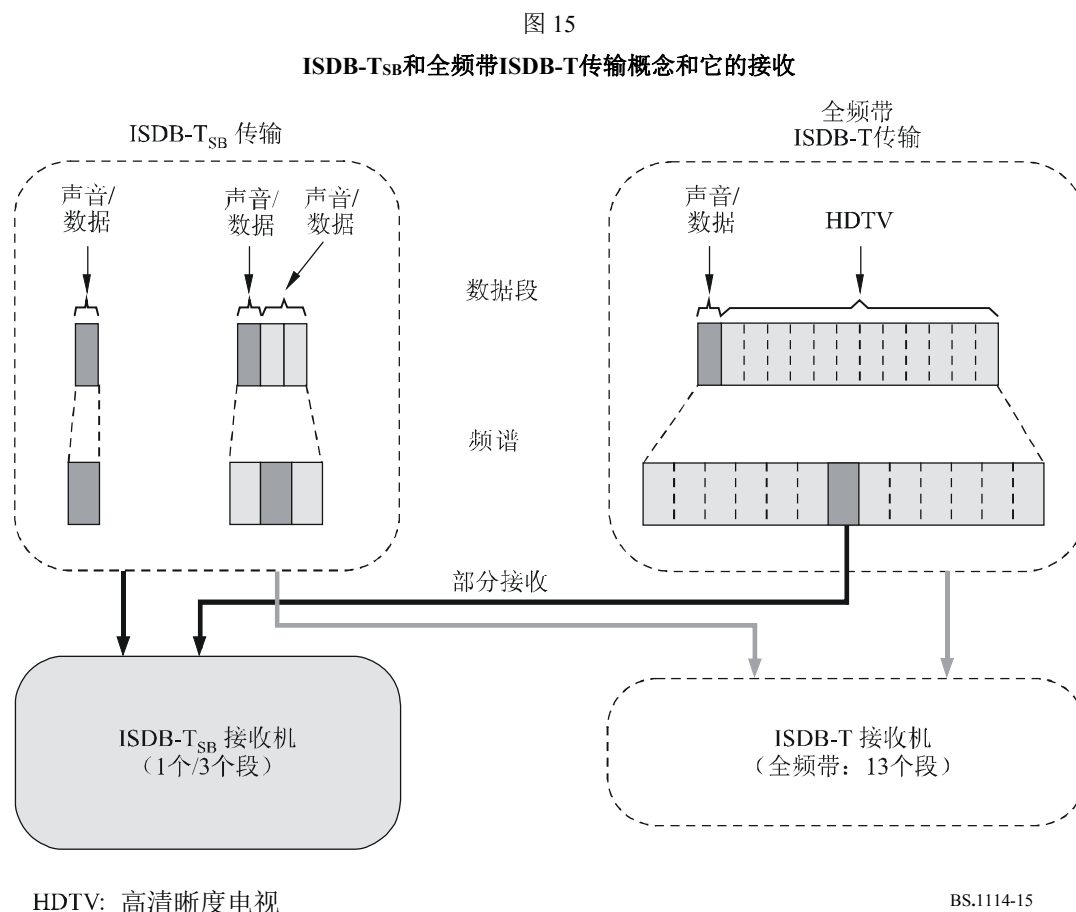 图 15
ISDB-TSB和全频带ISDB-T传输概念和它的接收
ISDB-TSB 传输
全频带
ISDB-T传输
声音/
数据
声音/
数据
声音/
数据
声音/
数据
HDTV
数据段
频谱
部分接收
ISDB-TSB 接收机
（1个/3个段）
ISDB-T 接收机
（全频带：13个段）
HDTV: 高清晰度电视
BS.1114-15